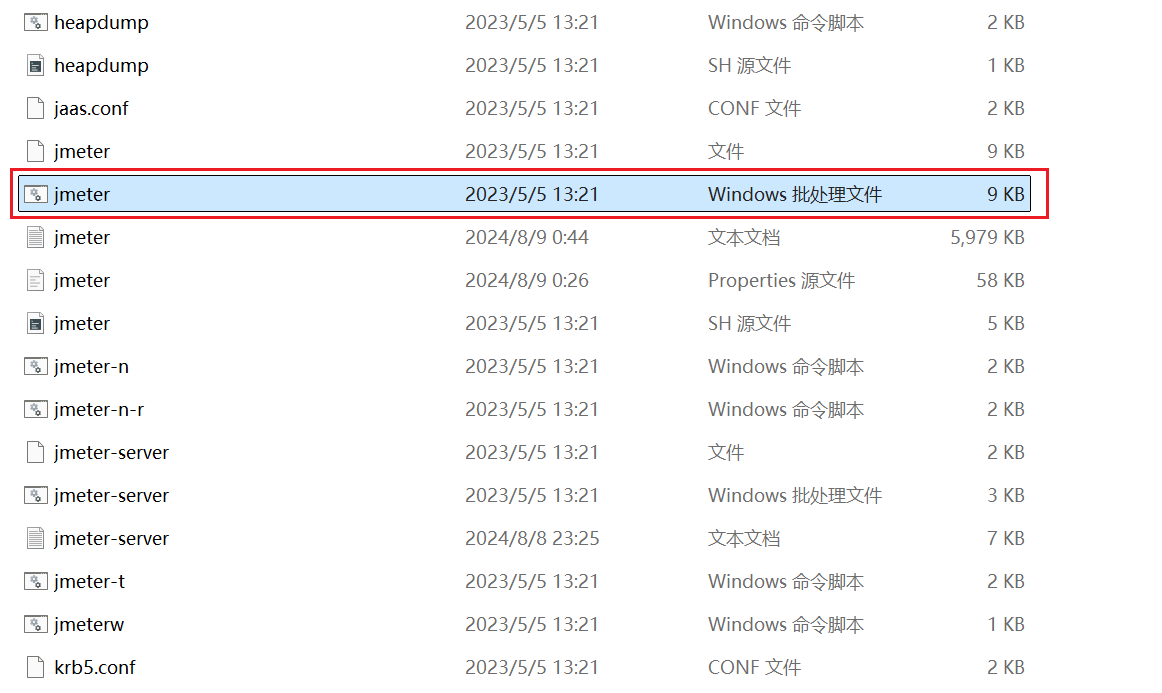 heapdump 2023/5/5 13:21 Windows 命令脚本 2 KB
heapdump 2023/5/5 13:21 SH 源文件 1 KB
jaas.conf 2023/5/5 13:21 CONF 文件 2 KB
jmeter 2023/5/5 13:21 文件 9 KB
jmeter 2023/5/5 13:21 Windows 批处理文件 9 KB
jmeter 2024/8/9 0:44 文本文档 5,979 KB
jmeter 2024/8/9 0:26 Properties 源文件 58 KB
jmeter 2023/5/5 13:21 SH 源文件 5 KB
jmeter-n 2023/5/5 13:21 Windows 命令脚本 2 KB
jmeter-n-r 2023/5/5 13:21 Windows 命令脚本 2 KB
jmeter-server 2023/5/5 13:21 文件 2 KB
jmeter-server 2023/5/5 13:21 Windows 批处理文件 3 KB
jmeter-server 2024/8/8 23:25 文本文档 7 KB
jmeter-t 2023/5/5 13:21 Windows 命令脚本 2 KB
jmeterw 2023/5/5 13:21 Windows 命令脚本 1 KB
krb5.conf 2023/5/5 13:21 CONF 文件 2 KB